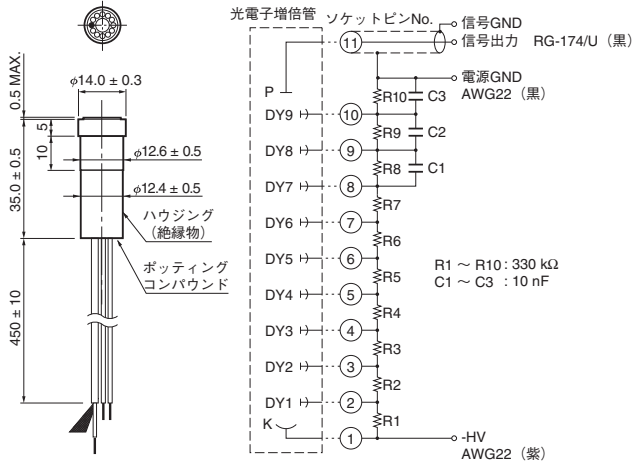 φ14.0 ± 0.3
0.5 MAX.
5
10
35.0 ± 0.5
φ12.6 ± 0.5
φ12.4 ± 0.5
ハウジング
（絶縁物）
ポッティング
コンパウンド
450 ± 10
光電子増倍管
ソケットピンNo.
信号GND
11
信号出力 RG-174/U（黒）
電源GND
AWG22（黒）
P
R10
C3
DY9
10
R9
C2
DY8
9
R8
C1
DY7
8
R7
DY6
7
R6
DY5
6
R5
DY4
5
R4
DY3
4
R3
DY2
3
R2
DY1
2
R1
K
1
-HV
AWG22（紫）
R1 ～ R10 : 330 kΩ
C1 ～ C3 : 10 nF